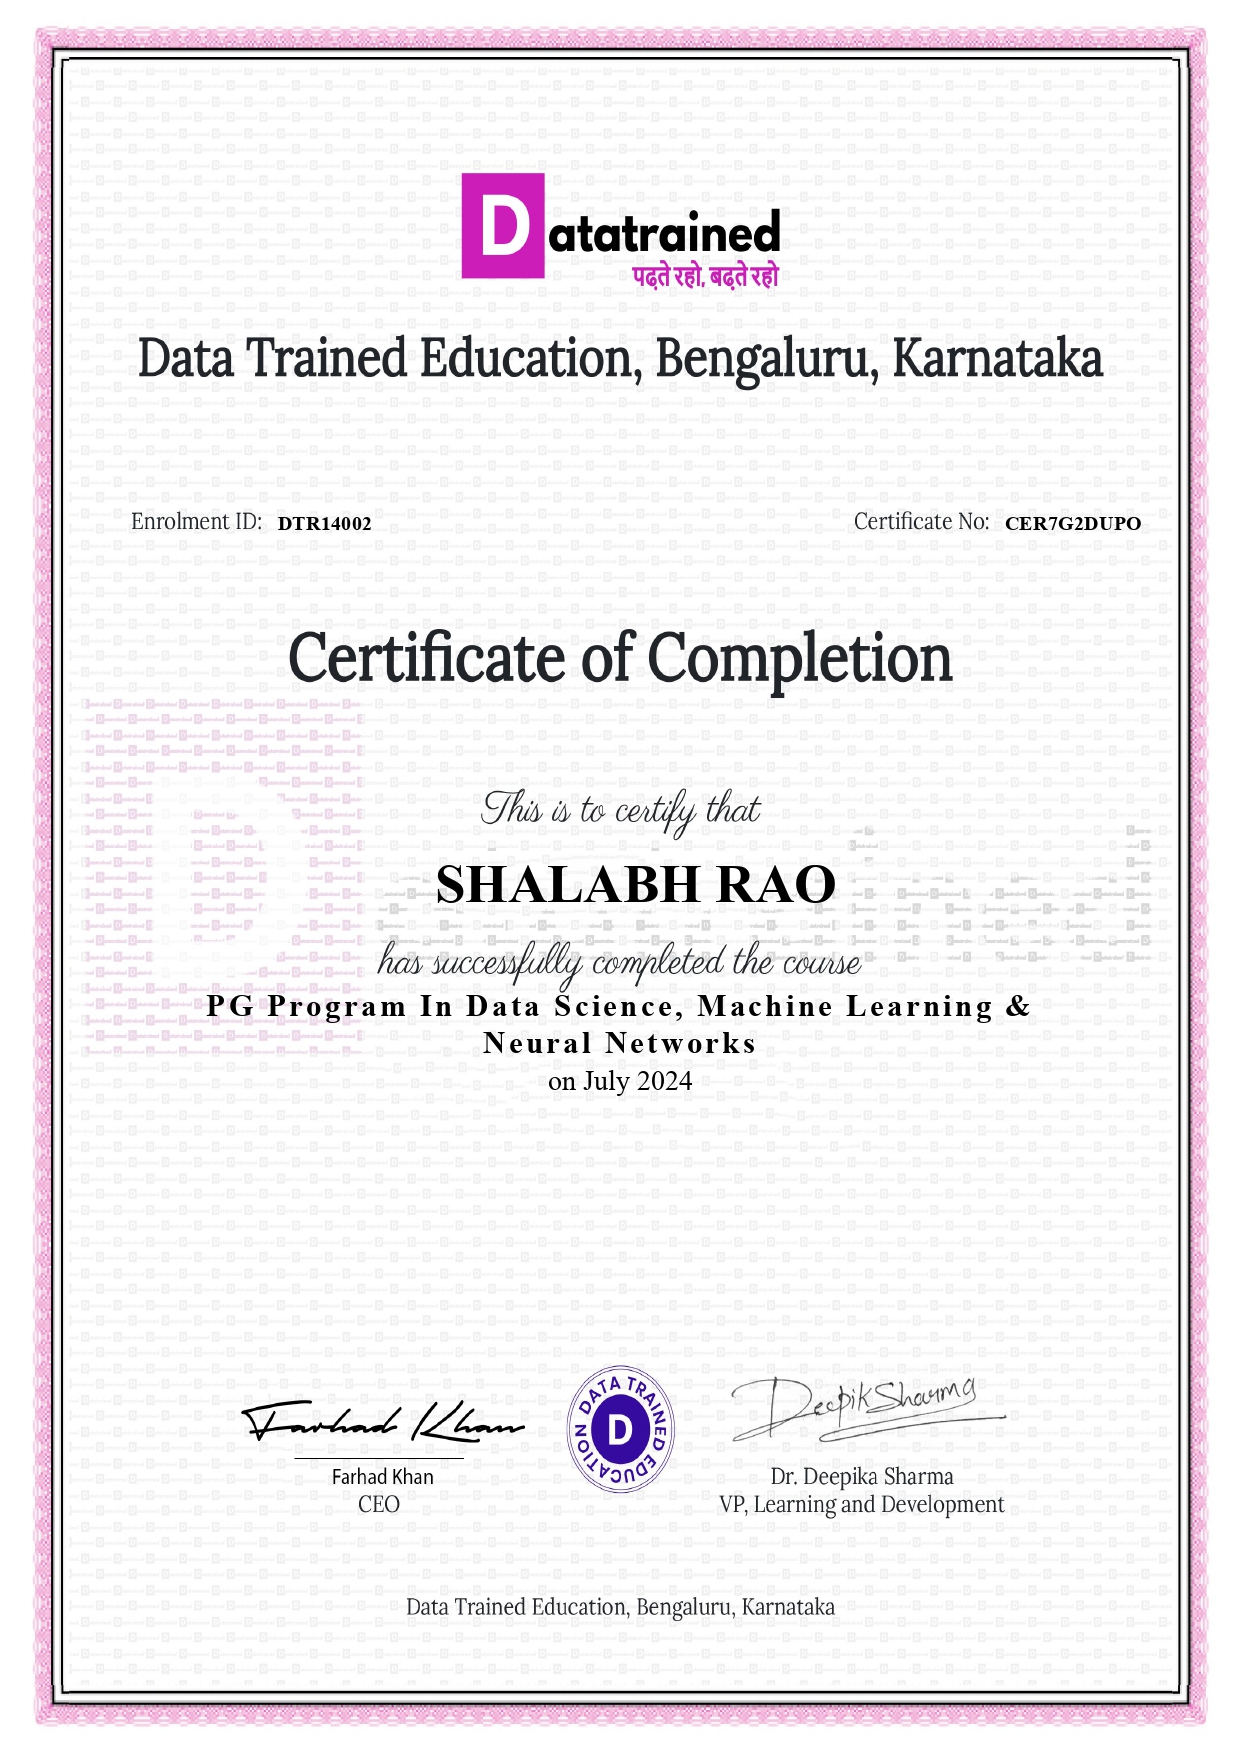 Datatrained
पढ़ते रहो, बढ़ते रहो
Data Trained Education, Bengaluru, Karnataka
Enrolment ID: DTR14002 Certificate No: CER7G2DUPO
Certificate of Completion
This is to certify that
SHALABH RAO
has successfully completed the course
PG Program In Data Science, Machine Learning &
Neural Networks
on July 2024
Farhad Khan
DATA TRAINED EDUCATION
D
Deepika Sharma
Farhad Khan
CEO
Dr. Deepika Sharma
VP, Learning and Development
Data Trained Education, Bengaluru, Karnataka